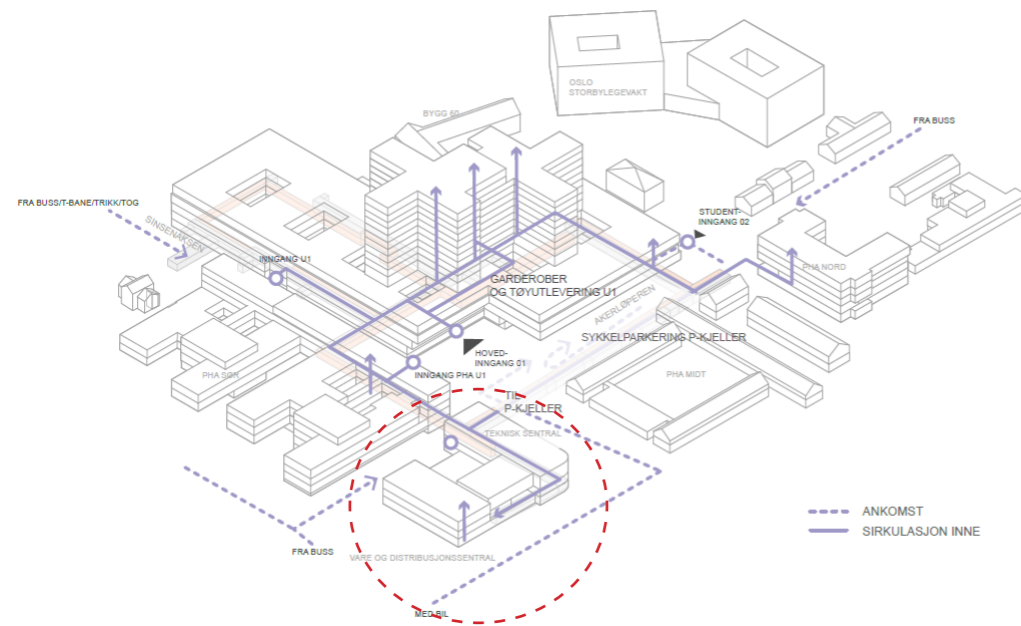 OSLO
STORBYLEGEVAKT
BYGG 60
FRA BUSS
FRA BUSS/T-BANE/TRIKK/TOG
SINSENAKSEN
STUDENT-
INNGANG 02
INNGANG U1
PHA NORD
GARDEROBER
OG TØYUTLEVERING U1
AKERLØPEREN
SYKKELPARKERING P-KJELLER
HOVED-
INNGANG 01
INNGANG PHA U1
PHA SØR
PHA MIDT
TIL
P-KJELLER
TEKNISK SENTRAL
ANKOMST
SIRKULASJON INNE
FRA BUSS
VARE OG DISTRIBUSJONSSENTRAL
MED BIL